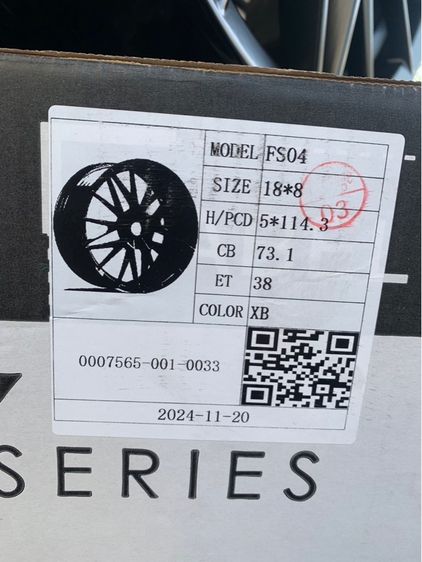 MODEL FS04
SIZE 18*8
H/PCD 5*114.3
CB 73.1
ET 38
COLOR XB
0007565-001-0033
2024-11-20
SERIES
03